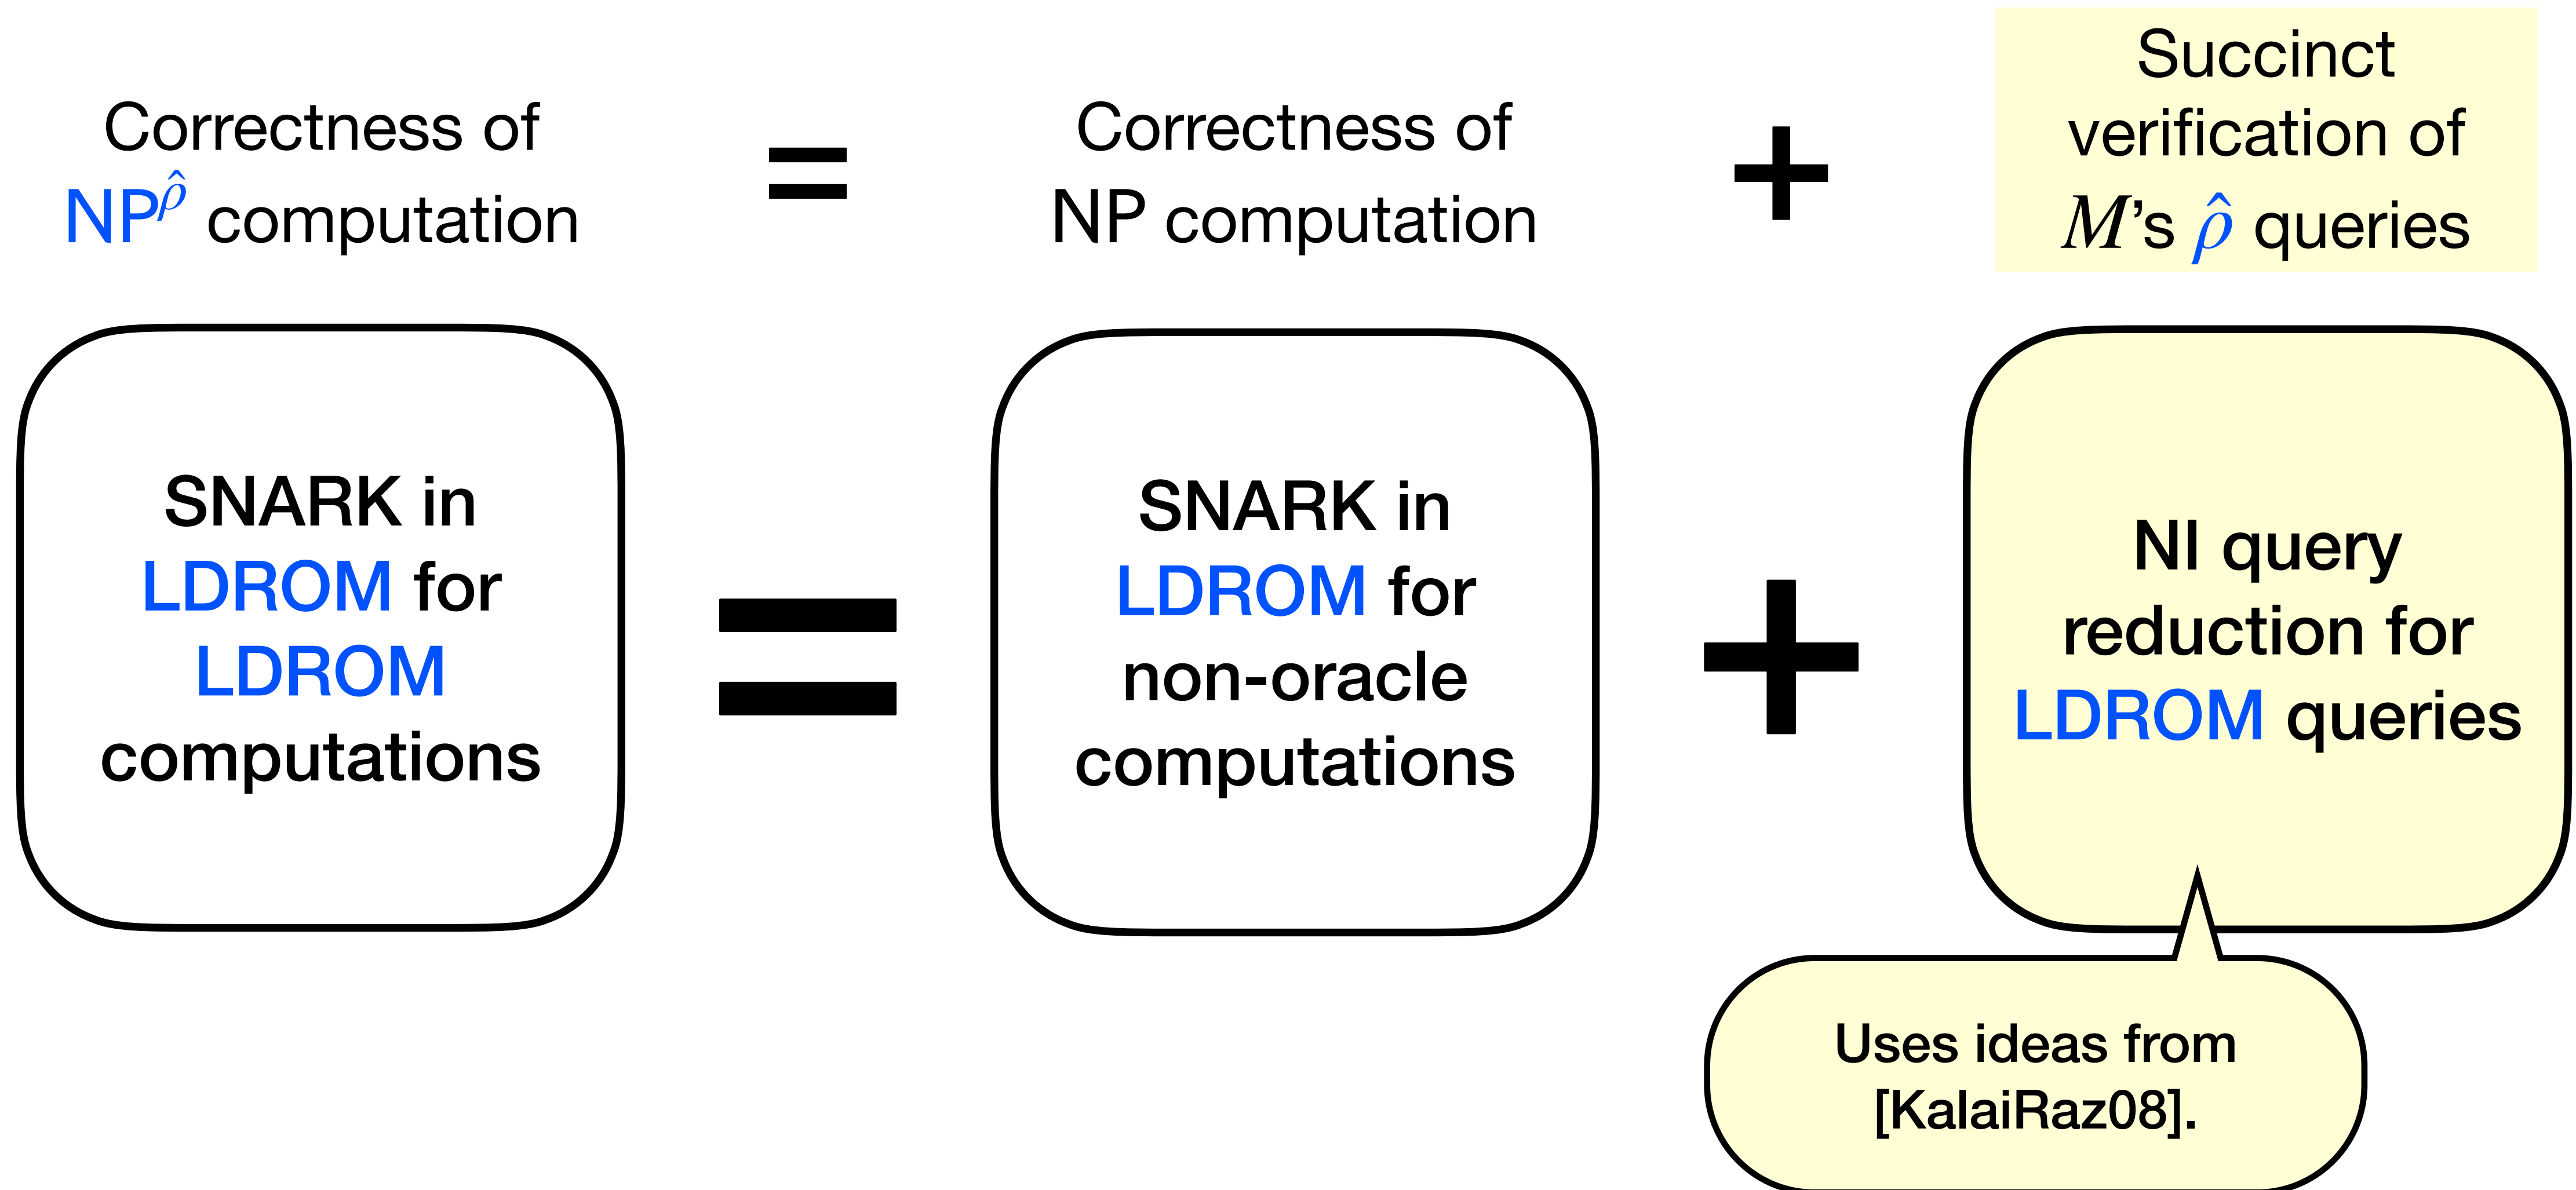 Correctness of
NP^ρ̂ computation
=
Correctness of
NP computation
+
Succinct
verification of
M’s ρ̂ queries
SNARK in
LDROM for
LDROM
computations
=
SNARK in
LDROM for
non-oracle
computations
+
NI query
reduction for
LDROM queries
Uses ideas from
[KalaiRaz08].